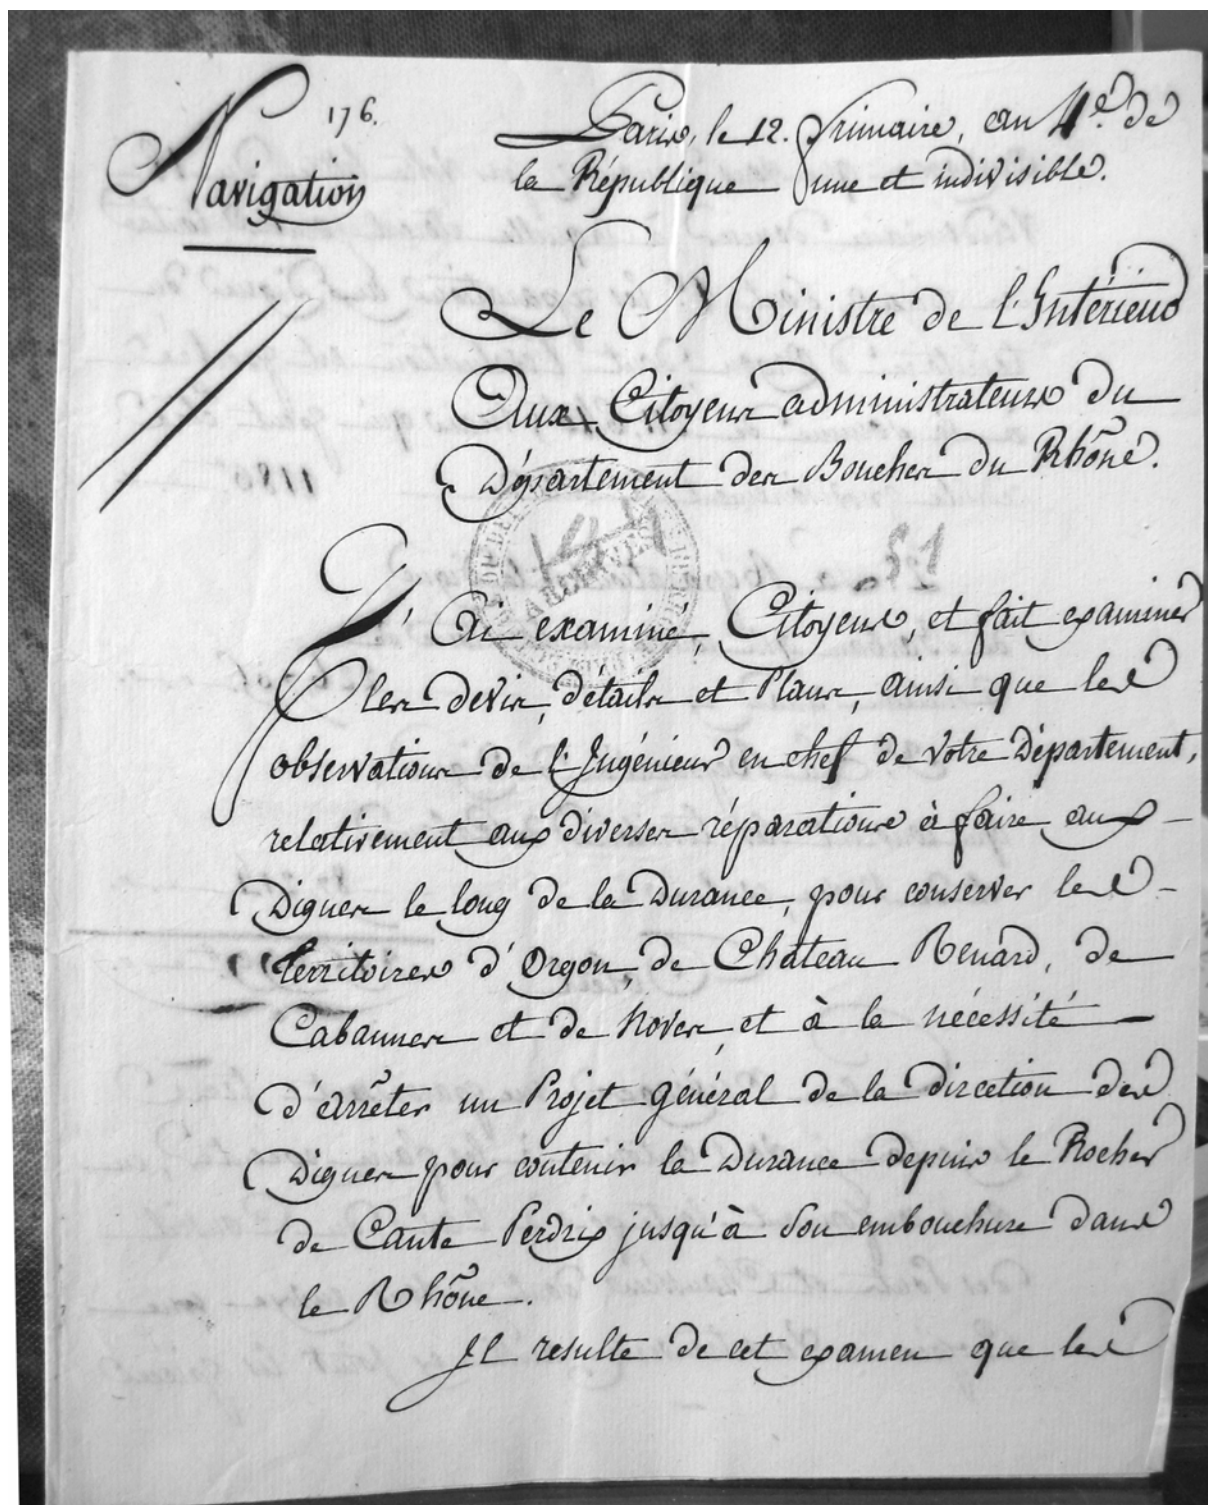 176.
Navigation
Paris, le 12. Frimaire, an 4e. de
la République une et indivisible.
Le Ministre de l'Intérieur
Aux Citoyens administrateurs du
Département des Bouches du Rhône.
J'Ai examiné, Citoyens, et fait examiner
les devis, détails et Plans, ainsi que les
observations de l'Ingénieur en chef de votre Département,
relativement aux diverses réparations à faire aux
Digues le long de la Durance, pour conserver les
territoires d'Orgon, de Château Renard, de
Cabannes et de Noves, et à la nécessité
d'arrêter un Projet général de la direction des
Digues pour contenir la Durance depuis le Rocher
de Cante Perdrix jusqu'à son embouchure dans
le Rhône.
Il resulte de cet examen que les